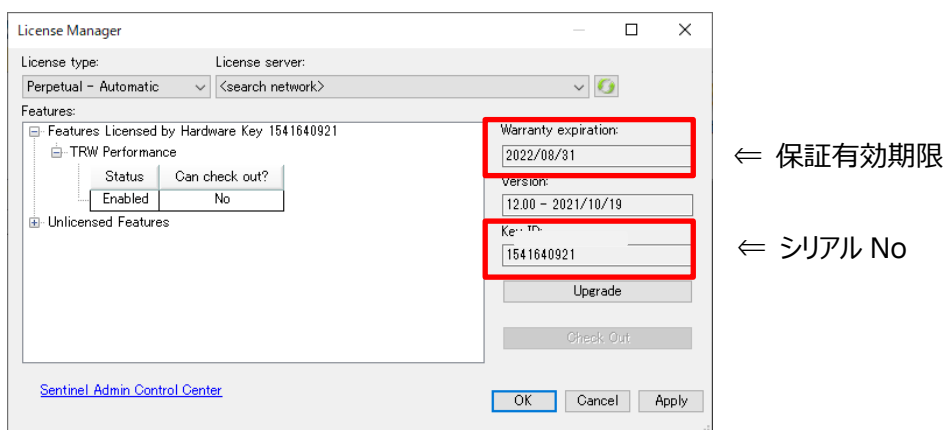 License Manager
License type: License server:
Perpetual - Automatic <search network>
Features:
Features Licensed by Hardware Key 1541640921
TRW Performance
Status Can check out?
Enabled No
Unlicensed Features
Warranty expiration:
2022/08/31
⇐ 保証有効期限
Version:
12.00 - 2021/10/19
Key ID:
1541640921
⇐ シリアル No
Upgrade
Check Out
Sentinel Admin Control Center
OK Cancel Apply